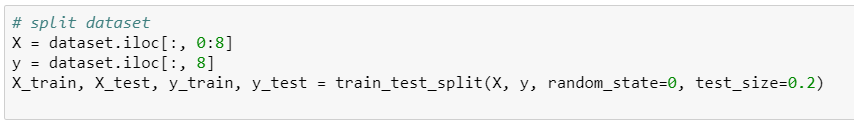 # split dataset
X = dataset.iloc[:, 0:8]
y = dataset.iloc[:, 8]
X_train, X_test, y_train, y_test = train_test_split(X, y, random_state=0, test_size=0.2)